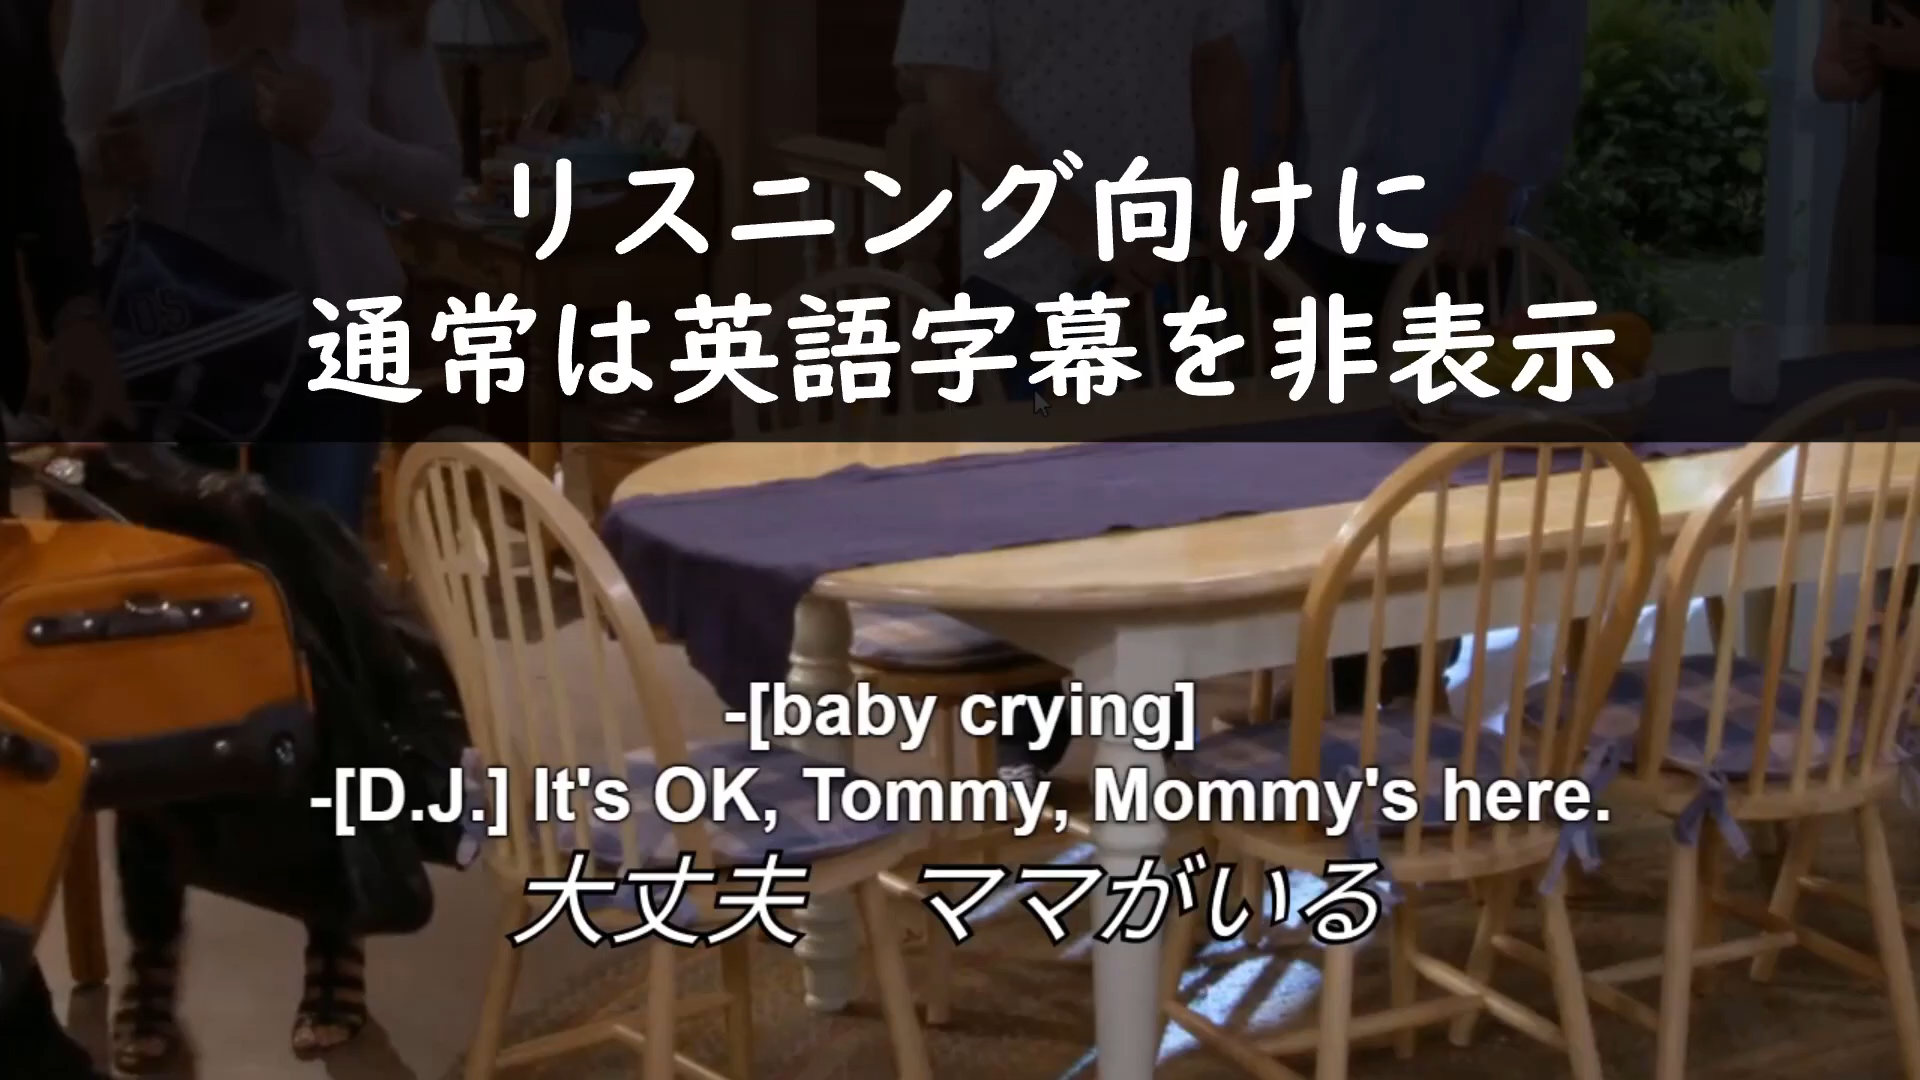 リスニング向けに
通常は英語字幕を非表示
05
-[baby crying]
-[D.J.] It's OK, Tommy, Mommy's here.
大丈夫　ママがいる